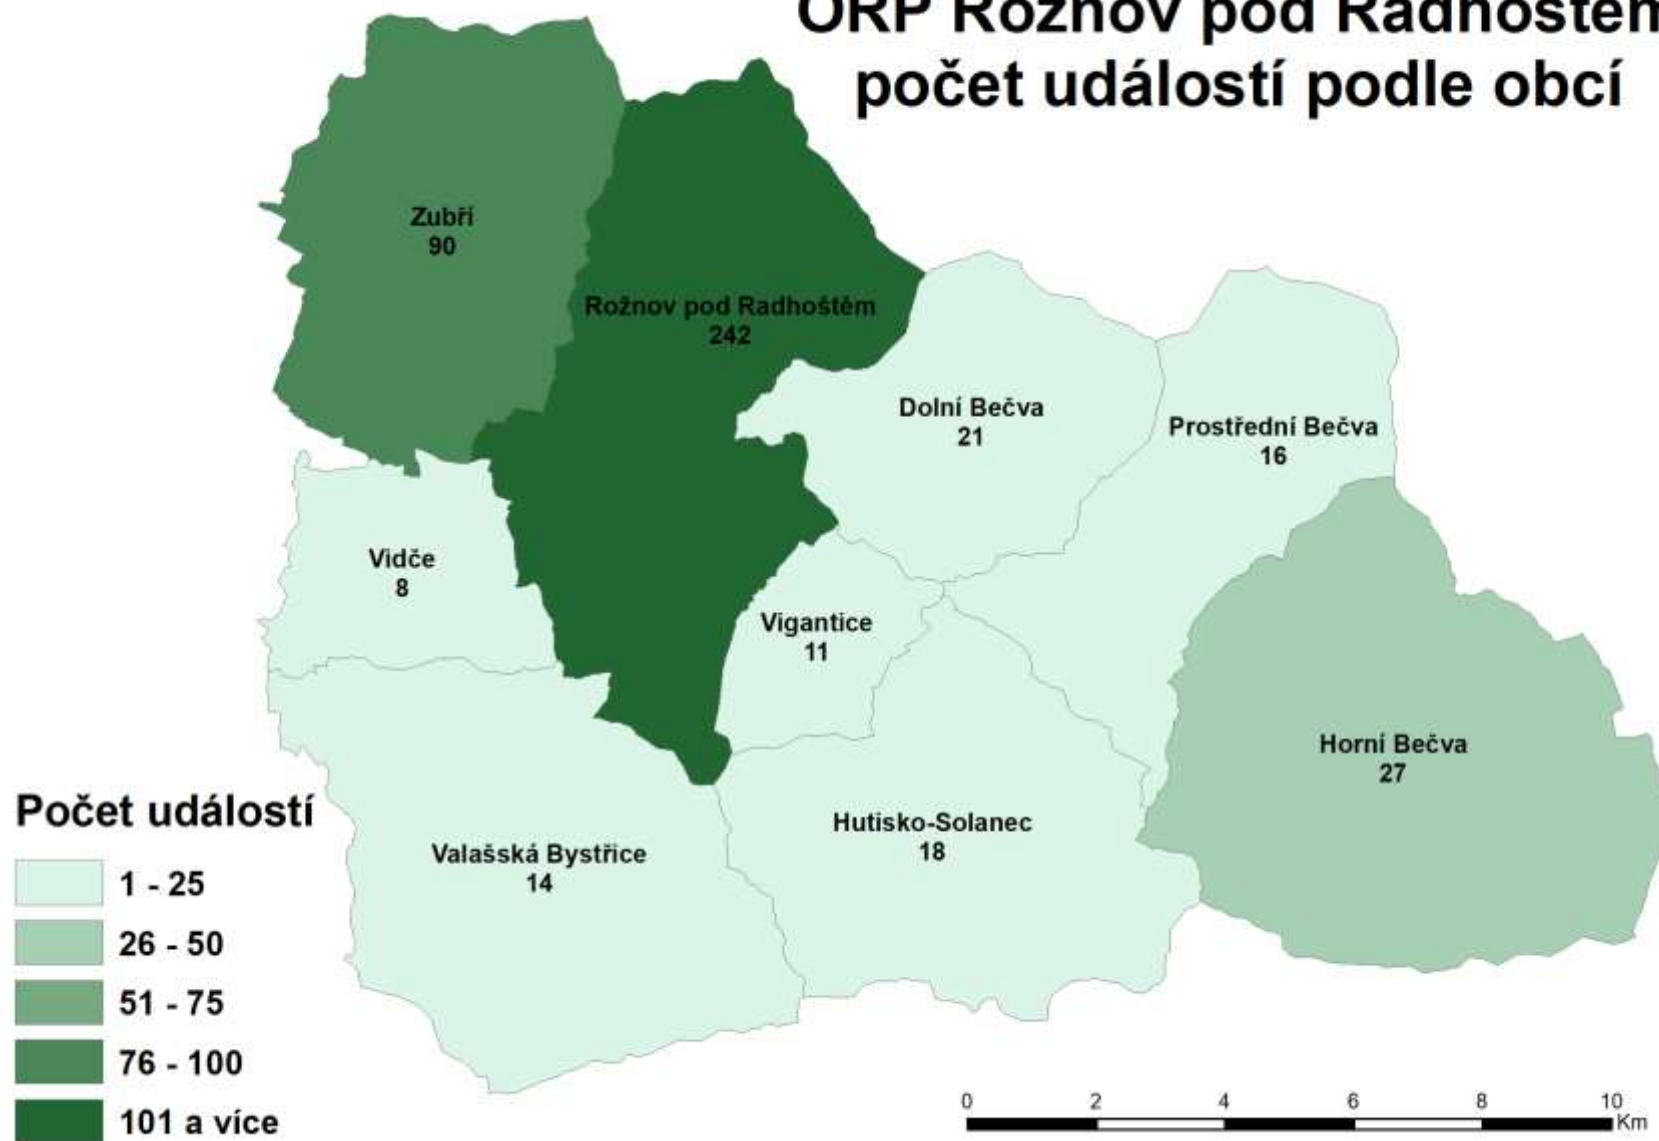 ORP Rožnov pod Radhoštěm
počet událostí podle obcí
Zubří
90
Rožnov pod Radhoštěm
242
Dolní Bečva
21
Prostřední Bečva
16
Vidče
8
Vigantice
11
Horní Bečva
27
Hutisko-Solanec
18
Valašská Bystřice
14
Počet událostí
1 - 25
26 - 50
51 - 75
76 - 100
101 a více
0 2 4 6 8 10
Km